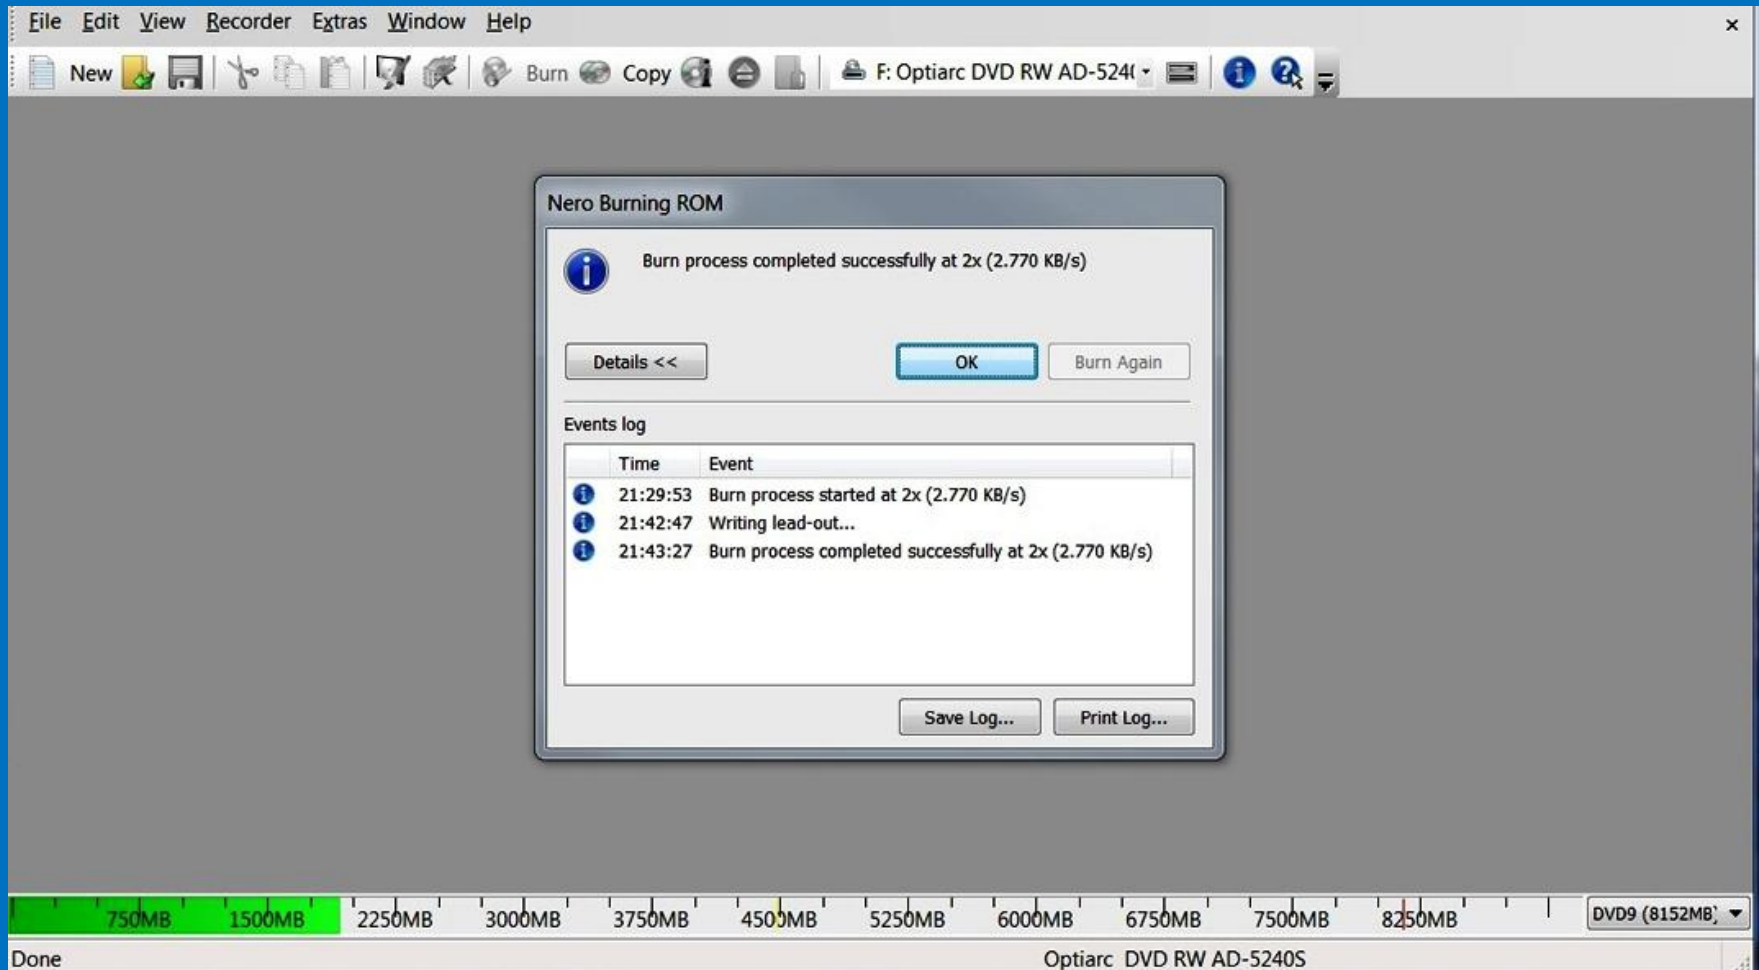 File Edit View Recorder Extras Window Help
New Burn Copy F: Optiarc DVD RW AD-524(
Nero Burning ROM
Burn process completed successfully at 2x (2.770 KB/s)
Details << OK Burn Again
Events log
Time Event
21:29:53 Burn process started at 2x (2.770 KB/s)
21:42:47 Writing lead-out...
21:43:27 Burn process completed successfully at 2x (2.770 KB/s)
Save Log... Print Log...
750MB 1500MB 2250MB 3000MB 3750MB 4500MB 5250MB 6000MB 6750MB 7500MB 8250MB DVD9 (8152MB)
Done Optiarc DVD RW AD-5240S